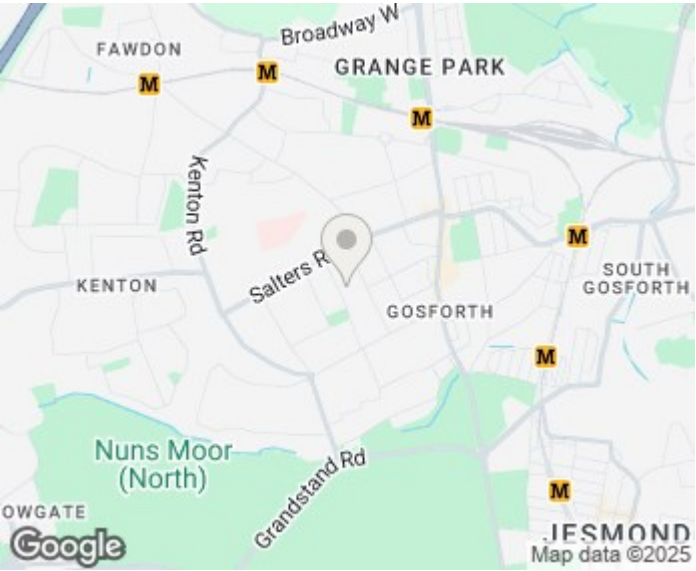 Broadway W
FAWDON
M
M
GRANGE PARK
M
Kenton Rd
Salters R
M
KENTON
SOUTH
GOSFORTH
GOSFORTH
M
Nuns Moor
(North)
Grandstand Rd
M
OWGATE
JESMOND
Google
Map data ©2025